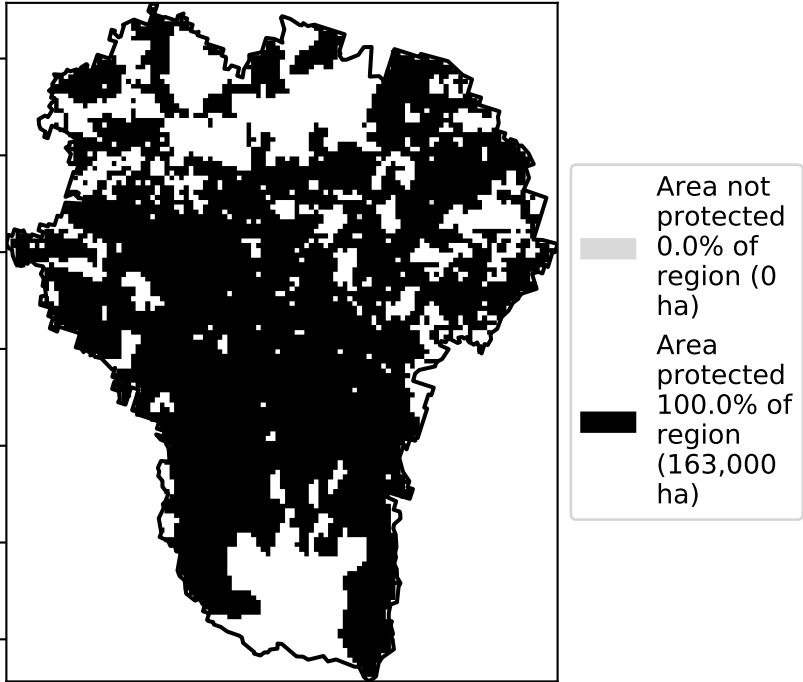 Area not
protected
0.0% of
region (0
ha)
Area
protected
100.0% of
region
(163,000
ha)